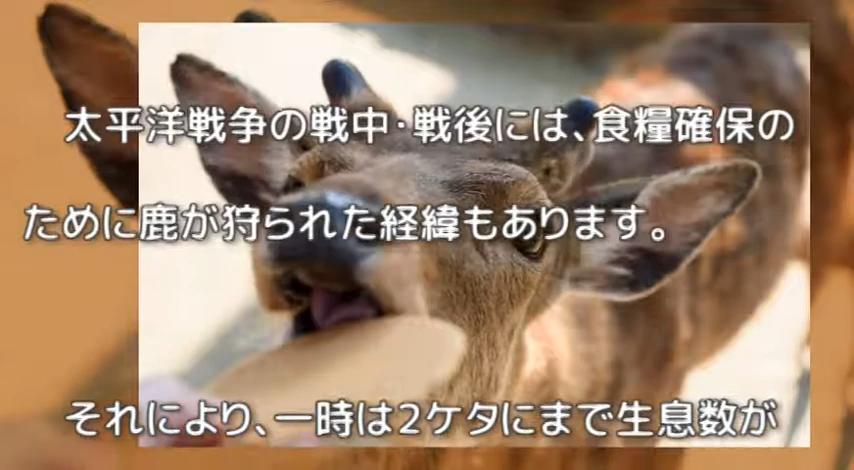 太平洋戦争の戦中・戦後には、食糧確保の
ために鹿が狩られた経緯もあります。
それにより、一時は2ケタにまで生息数が